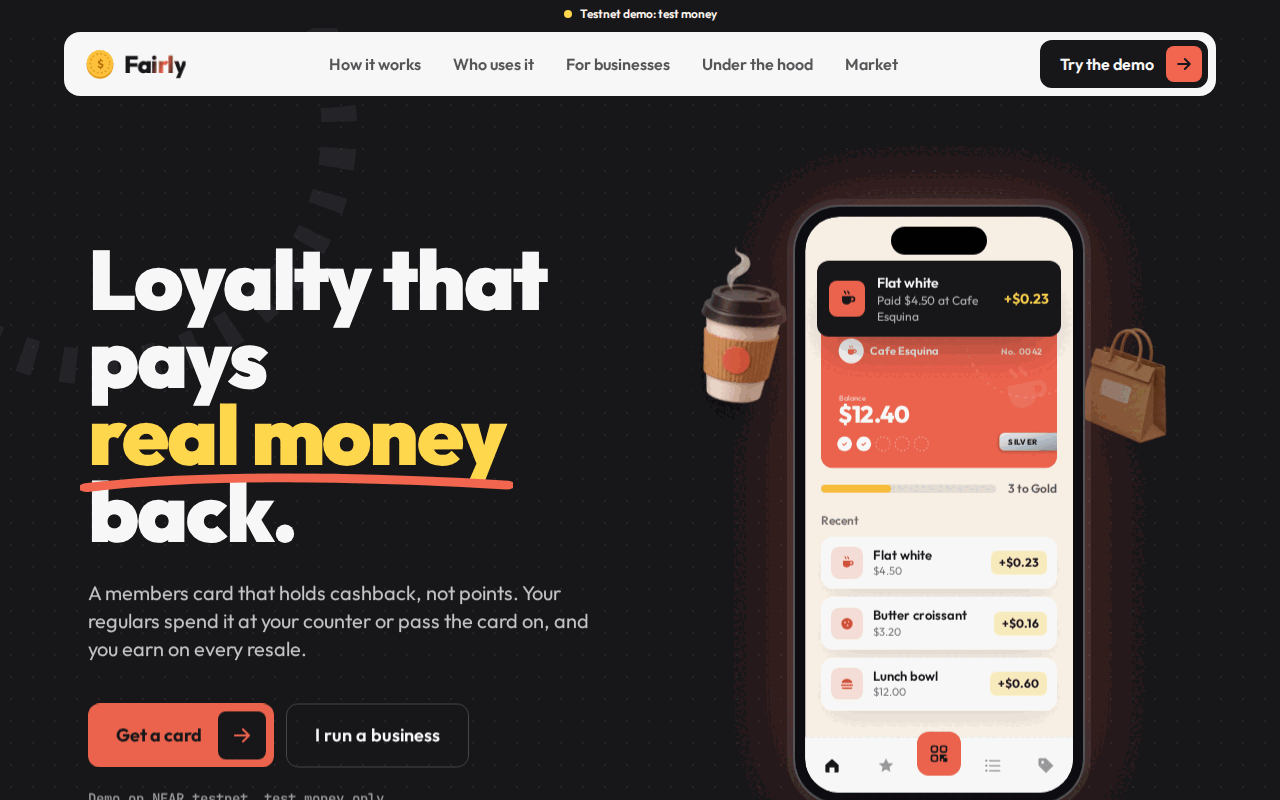 Testnet demo: test money
Fairly
How it works
Who uses it
For businesses
Under the hood
Market
Try the demo
Loyalty that
pays
real money
back.
A members card that holds cashback, not points. Your
regulars spend it at your counter or pass the card on, and
you earn on every resale.
Get a card
I run a business
Demo on NEAR testnet, test money only
Flat white
Paid $4.50 at Cafe
Esquina
+$0.23
Cafe Esquina
No. 0042
Balance
$12.40
SILVER
3 to Gold
Recent
Flat white
$4.50
+$0.23
Butter croissant
$3.20
+$0.16
Lunch bowl
$12.00
+$0.60